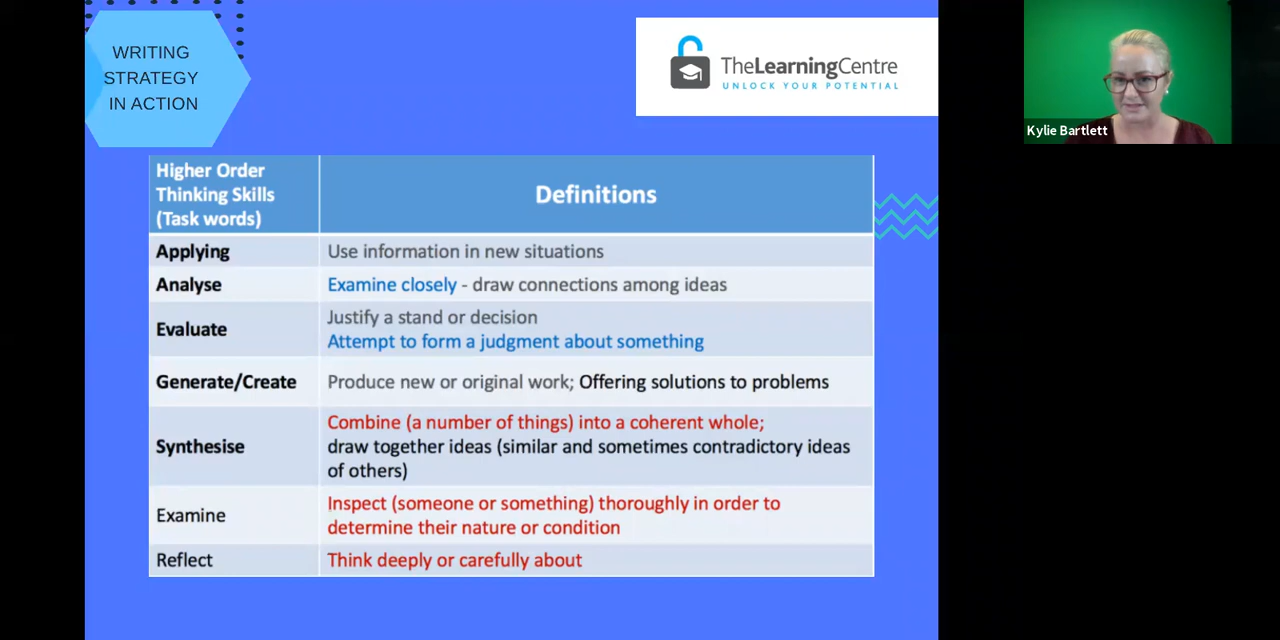 WRITING
STRATEGY
IN ACTION
TheLearningCentre
UNLOCK YOUR POTENTIAL
Kylie Bartlett
Higher Order
Thinking Skills
(Task words)
Definitions
Applying
Use information in new situations
Analyse
Examine closely - draw connections among ideas
Evaluate
Justify a stand or decision
Attempt to form a judgment about something
Generate/Create
Produce new or original work; Offering solutions to problems
Synthesise
Combine (a number of things) into a coherent whole;
draw together ideas (similar and sometimes contradictory ideas
of others)
Examine
Inspect (someone or something) thoroughly in order to
determine their nature or condition
Reflect
Think deeply or carefully about